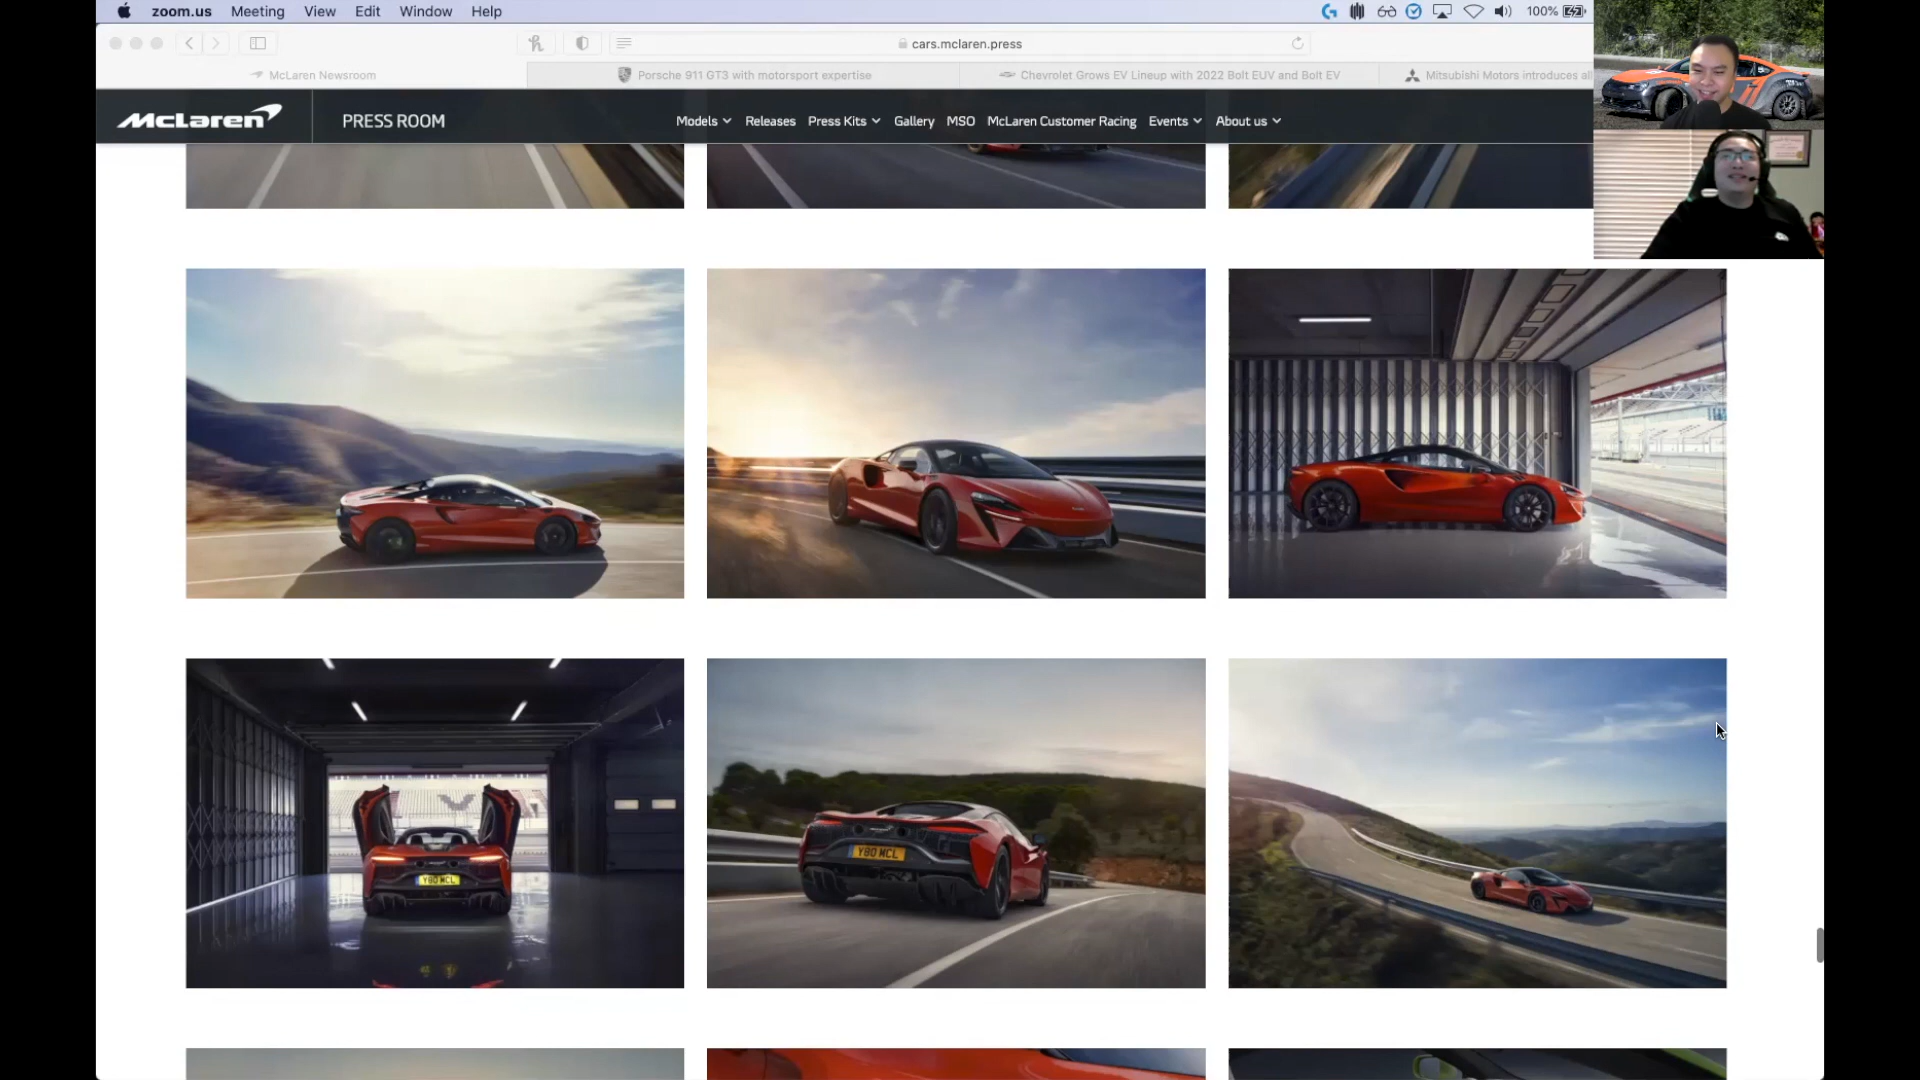 zoom.us Meeting View Edit Window Help 100%
cars.mclaren.press
McLaren Newsroom Porsche 911 GT3 with motorsport expertise Chevrolet Grows EV Lineup with 2022 Bolt EUV and Bolt EV Mitsubishi Motors introduces al
McLaren PRESS ROOM Models Releases Press Kits Gallery MSO McLaren Customer Racing Events About us
Y80 MCL
Y80 MCL